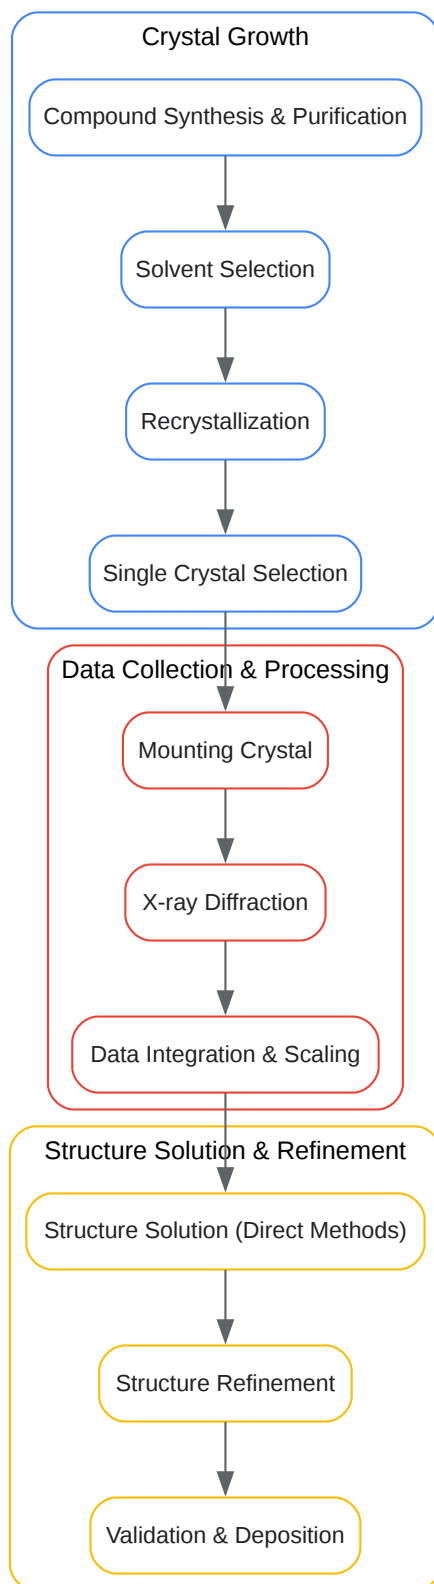 Crystal Growth
Compound Synthesis & Purification
Solvent Selection
Recrystallization
Single Crystal Selection
Data Collection & Processing
Mounting Crystal
X-ray Diffraction
Data Integration & Scaling
Structure Solution & Refinement
Structure Solution (Direct Methods)
Structure Refinement
Validation & Deposition